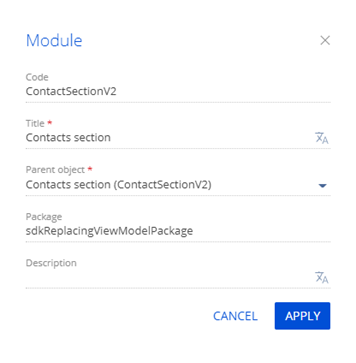 Module
Code
ContactSectionV2
Title *
Contacts section
Parent object *
Contacts section (ContactSectionV2)
Package
sdkReplacingViewModelPackage
Description
CANCEL APPLY